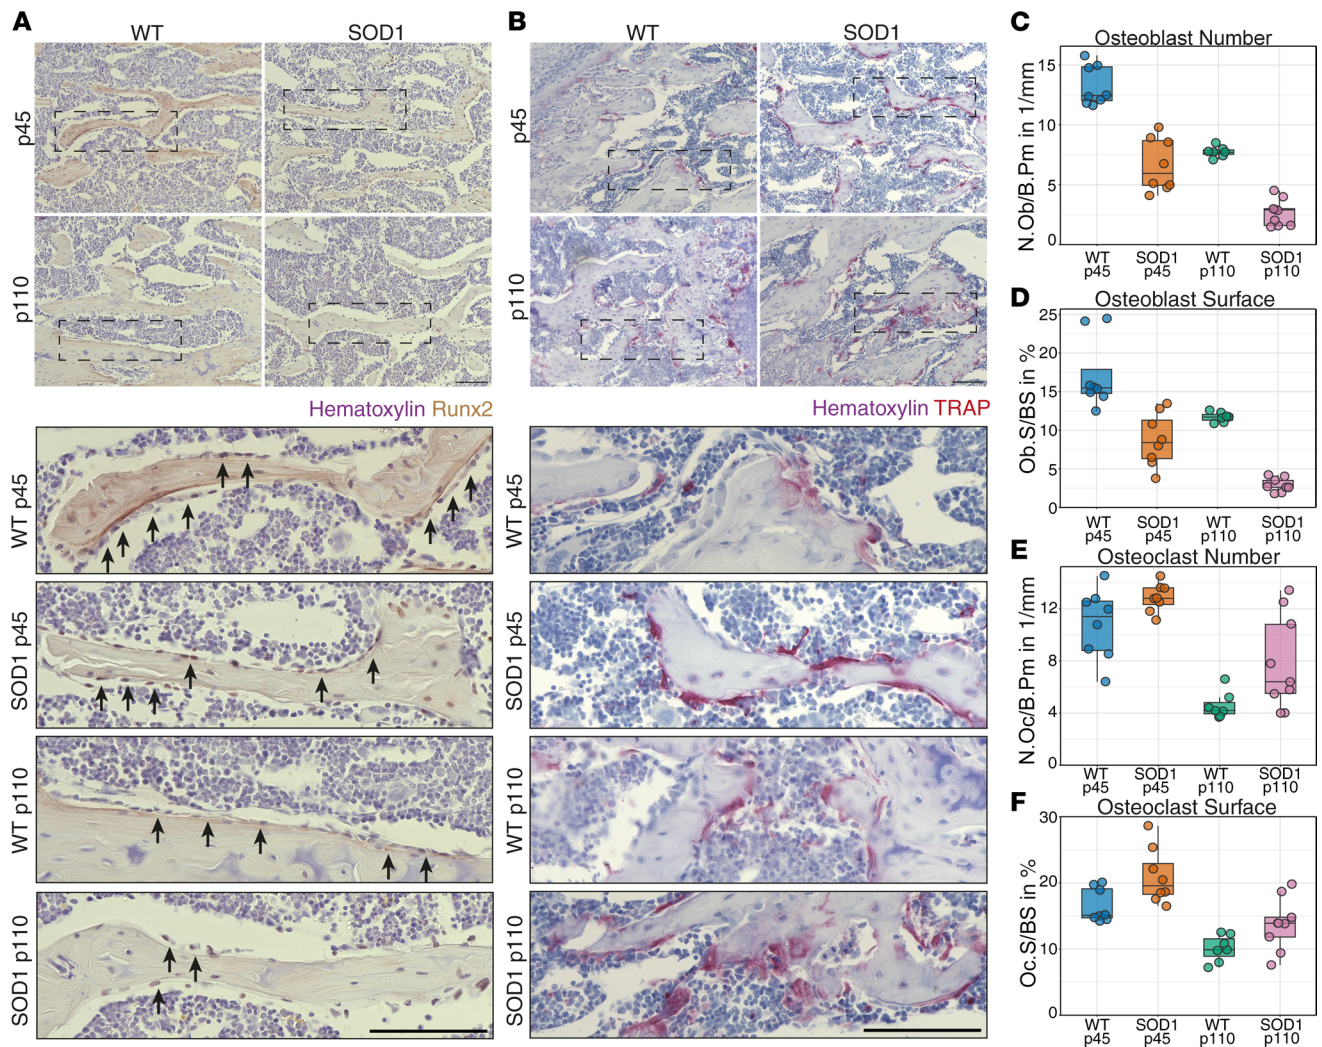 A
WT
SOD1
p45
p110
Hematoxylin Runx2
WT p45
SOD1 p45
WT p110
SOD1 p110
B
WT
SOD1
p45
p110
Hematoxylin TRAP
WT p45
SOD1 p45
WT p110
SOD1 p110
C
Osteoblast Number
N.Ob/B.Pm in 1/mm
15
10
5
0
WT SOD1 WT SOD1
p45 p45 p110 p110
D
Osteoblast Surface
Ob.S/BS in %
25
20
15
10
5
0
WT SOD1 WT SOD1
p45 p45 p110 p110
E
Osteoclast Number
N.Oc/B.Pm in 1/mm
12
8
4
0
WT SOD1 WT SOD1
p45 p45 p110 p110
F
Osteoclast Surface
Oc.S/BS in %
30
20
10
0
WT SOD1 WT SOD1
p45 p45 p110 p110